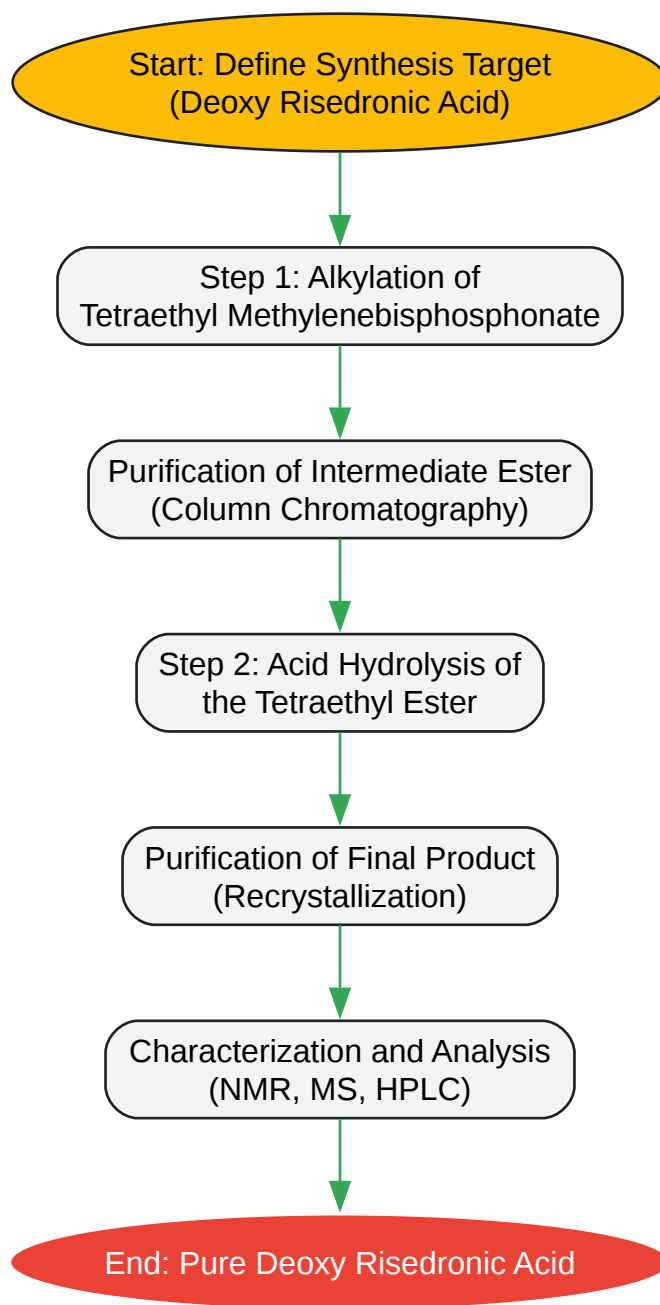 Start: Define Synthesis Target
(Deoxy Risedronic Acid)
Step 1: Alkylation of
Tetraethyl Methylenebisphosphonate
Purification of Intermediate Ester
(Column Chromatography)
Step 2: Acid Hydrolysis of
the Tetraethyl Ester
Purification of Final Product
(Recrystallization)
Characterization and Analysis
(NMR, MS, HPLC)
End: Pure Deoxy Risedronic Acid